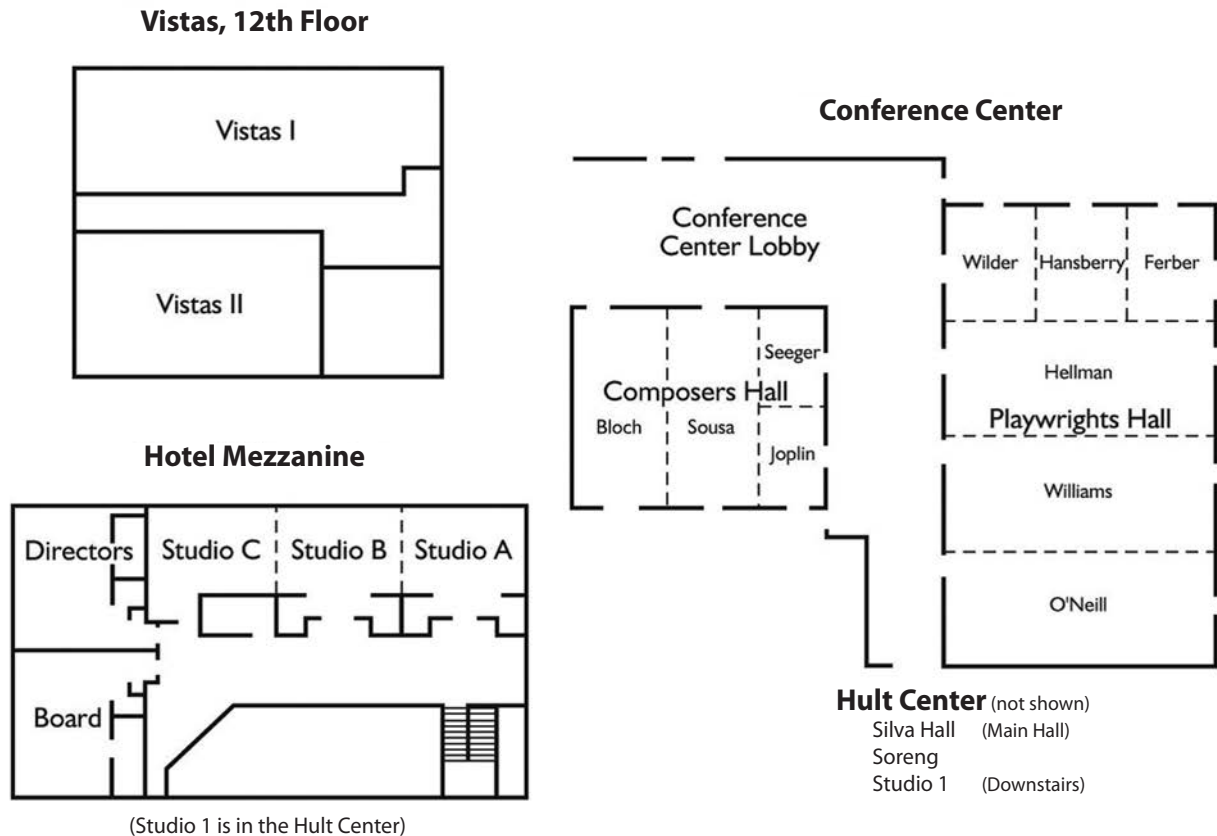 Vistas, 12th Floor
Vistas I
Vistas II
Hotel Mezzanine
Directors
Studio C
Studio B
Studio A
Board
(Studio 1 is in the Hult Center)
Conference Center
Conference
Center Lobby
Wilder
Hansberry
Ferber
Seeger
Composers Hall
Bloch
Sousa
Joplin
Hellman
Playwrights Hall
Williams
O'Neill
Hult Center (not shown)
Silva Hall (Main Hall)
Soreng
Studio 1 (Downstairs)